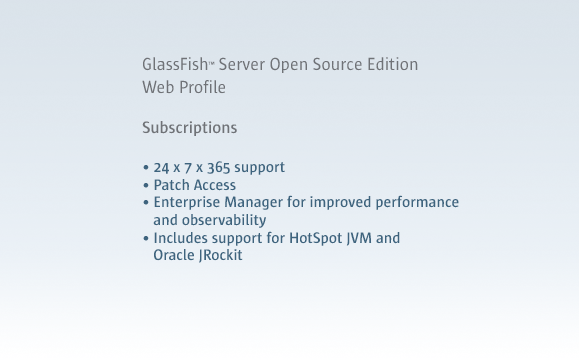 GlassFish™ Server Open Source Edition
Web Profile
Subscriptions
• 24 x 7 x 365 support
• Patch Access
• Enterprise Manager for improved performance
and observability
• Includes support for HotSpot JVM and
Oracle JRockit